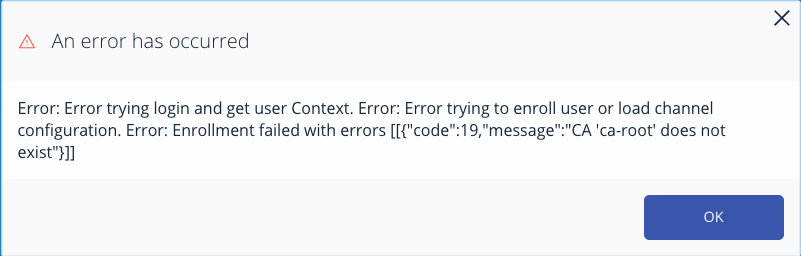 An error has occurred
Error: Error trying login and get user Context. Error: Error trying to enroll user or load channel
configuration. Error: Enrollment failed with errors [[{"code":19,"message":"CA 'ca-root' does not
exist"}]]
OK